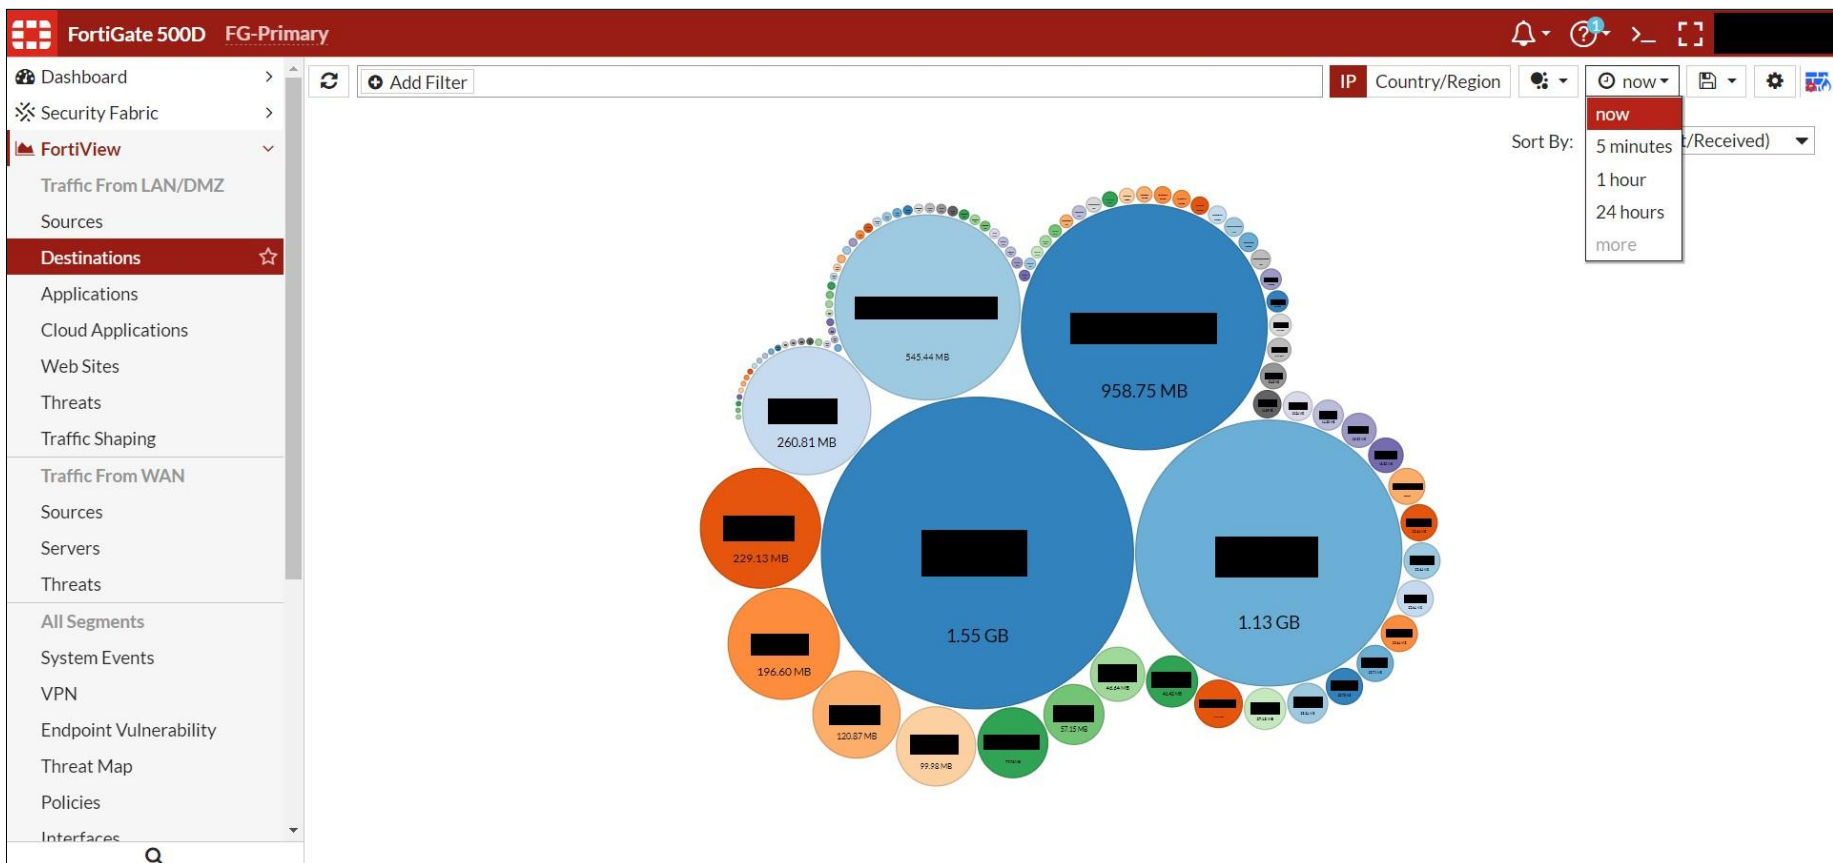 FortiGate 500D FG-Primary
1
Dashboard
Security Fabric
FortiView
Traffic From LAN/DMZ
Sources
Destinations
Applications
Cloud Applications
Web Sites
Threats
Traffic Shaping
Traffic From WAN
Sources
Servers
Threats
All Segments
System Events
VPN
Endpoint Vulnerability
Threat Map
Policies
Interfaces
Add Filter
IP Country/Region
now
now
5 minutes
1 hour
24 hours
more
Sort By: t/Received)
545.44 MB
958.75 MB
260.81 MB
229.13 MB
1.55 GB
1.13 GB
196.60 MB
120.87 MB
99.98 MB
57.15 MB
46.64 MB